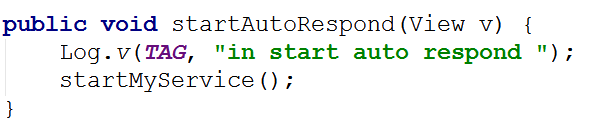 public void startAutoRespond(View v) {
    Log.v(TAG, "in start auto respond ");
    startMyService();
}